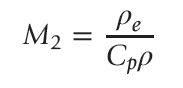 M₂ = ρₑ / Cₚρ